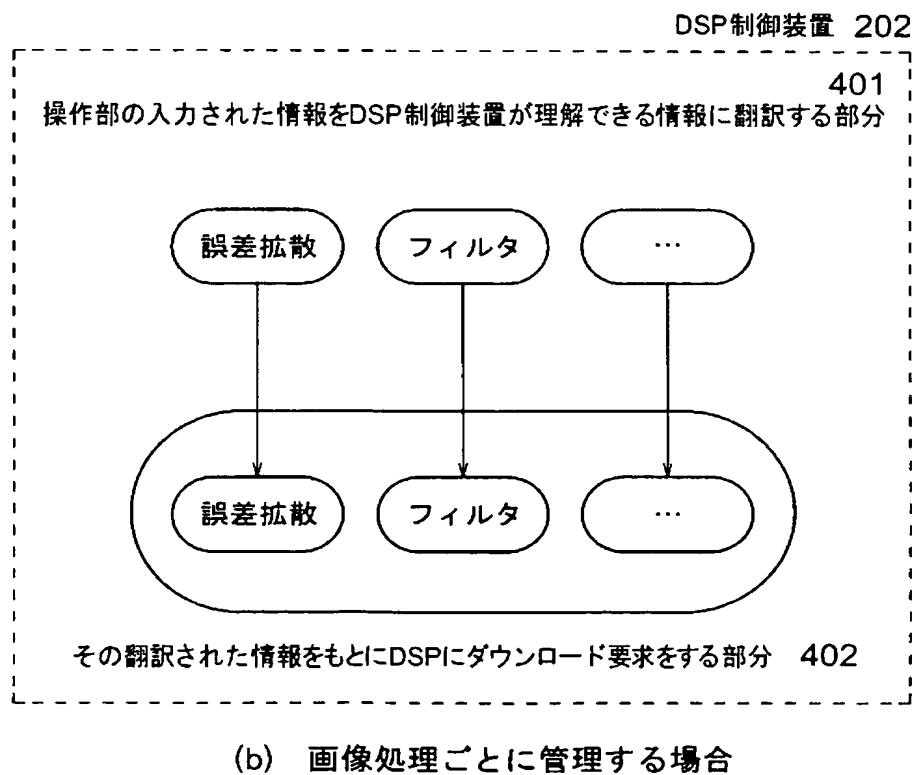 DSP制御装置 202
401
操作部の入力された情報をDSP制御装置が理解できる情報に翻訳する部分
誤差拡散 フィルタ …
誤差拡散 フィルタ …
その翻訳された情報をもとにDSPにダウンロード要求をする部分 402
(b) 画像処理ごとに管理する場合